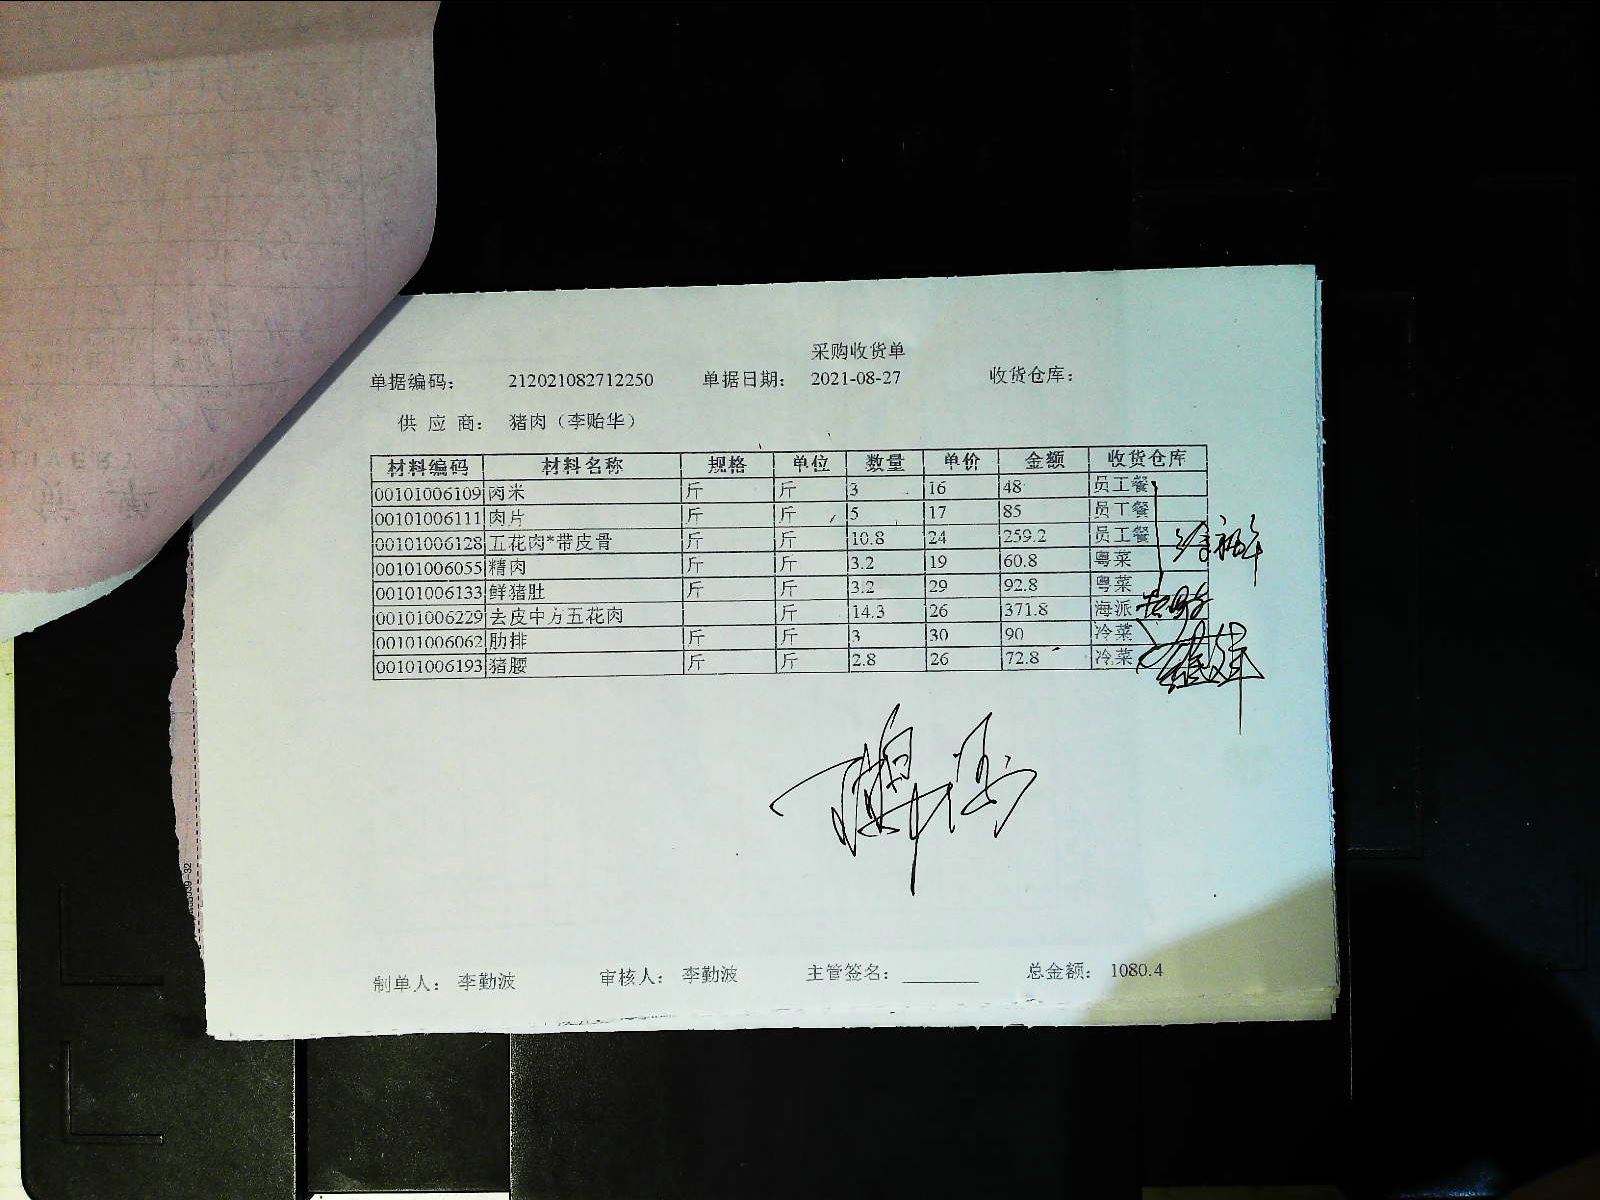 采购收货单
单据编码： 212021082712250 单据日期： 2021-08-27 收货仓库：
供 应 商： 猪肉（李贻华）
材料编码 材料名称 规格 单位 数量 单价 金额 收货仓库
00101006109 肉米 斤 斤 3 16 48 员工餐
00101006111 肉片 斤 斤 5 17 85 员工餐
00101006128 五花肉*带皮骨 斤 斤 10.8 24 259.2 员工餐
00101006055 精肉 斤 斤 3.2 19 60.8 粤菜
00101006133 鲜猪肚 斤 斤 3.2 29 92.8 粤菜
00101006229 去皮中方五花肉 斤 14.3 26 371.8 海派
00101006062 肋排 斤 斤 3 30 90 冷菜
00101006193 猪腰 斤 斤 2.8 26 72.8 冷菜
制单人： 李勤波 审核人： 李勤波 主管签名： 总金额： 1080.4